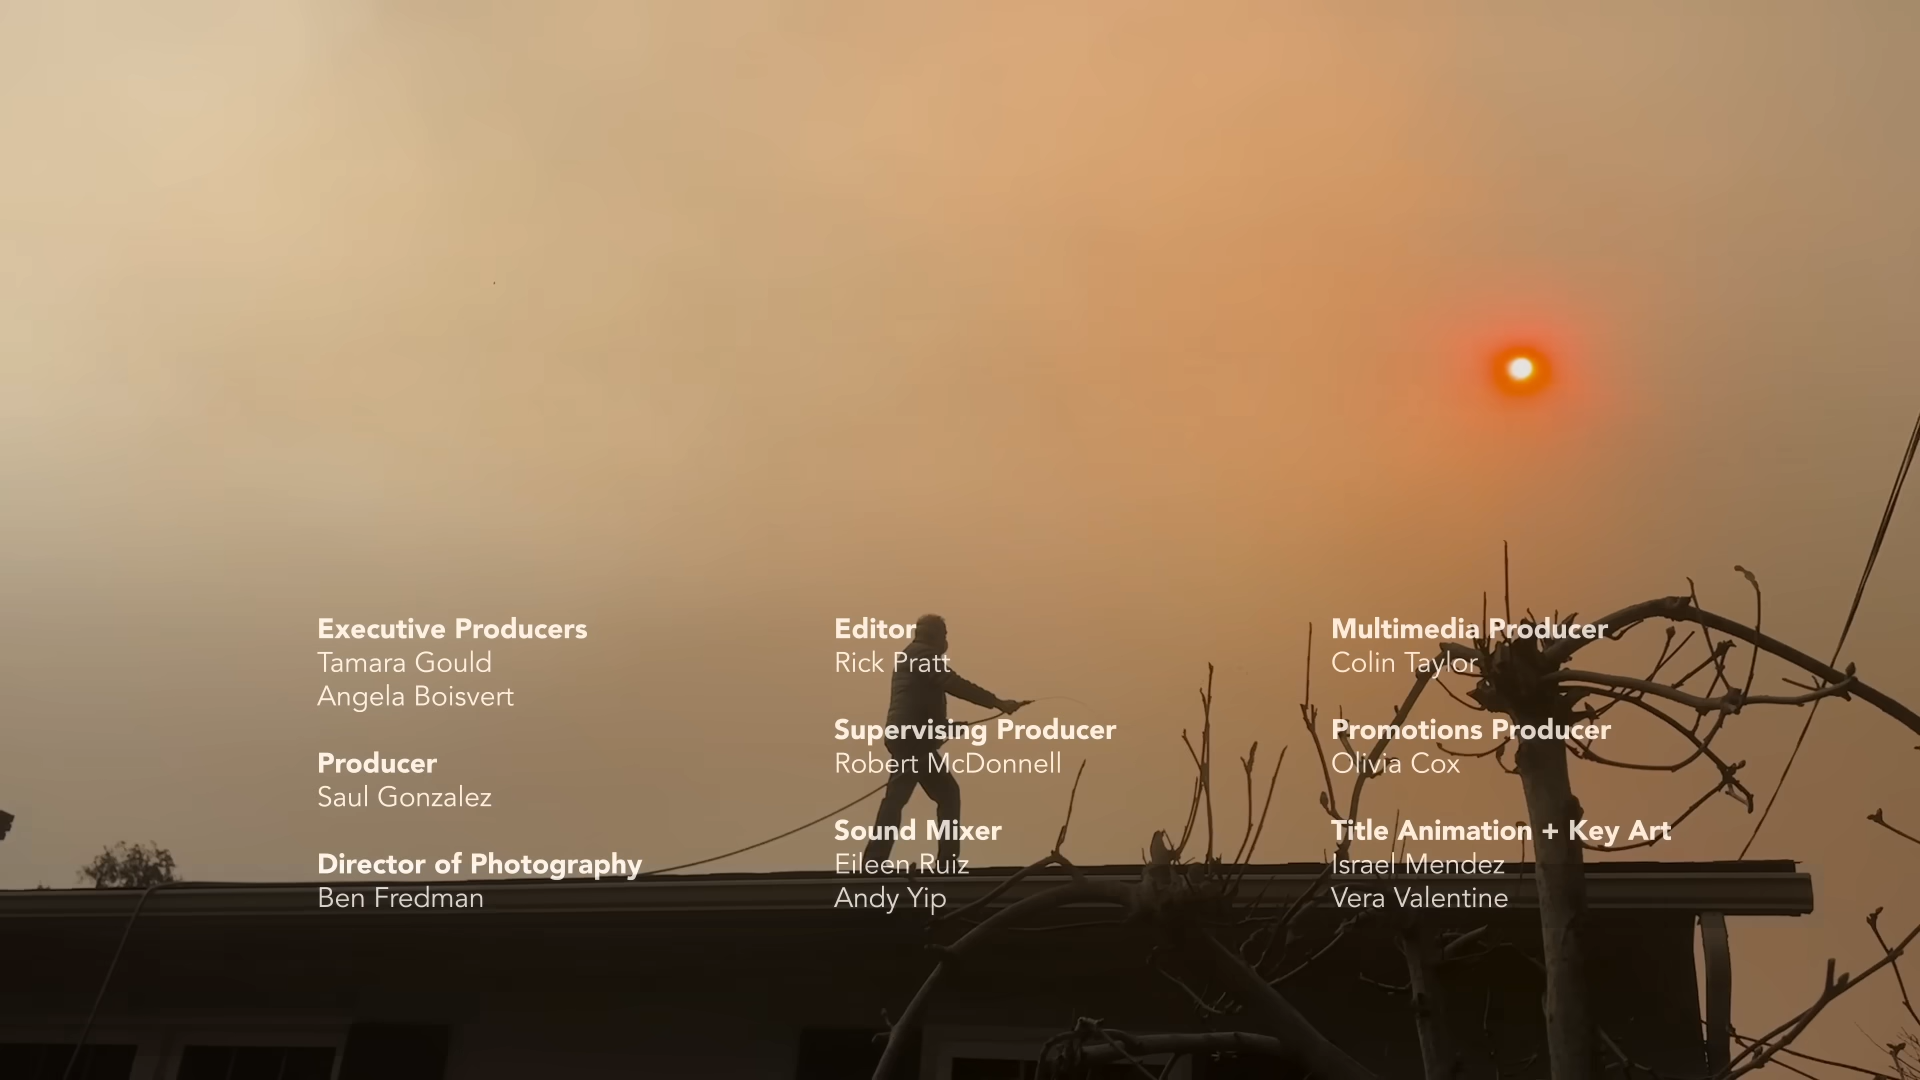 Executive Producers
Tamara Gould
Angela Boisvert
Producer
Saul Gonzalez
Director of Photography
Ben Fredman
Editor
Rick Pratt
Supervising Producer
Robert McDonnell
Sound Mixer
Eileen Ruiz
Andy Yip
Multimedia Producer
Colin Taylor
Promotions Producer
Olivia Cox
Title Animation + Key Art
Israel Mendez
Vera Valentine